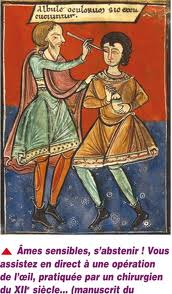 Albule oculorum sic
Âmes sensibles, s'abstenir ! Vous
assistez en direct à une opération
de l'œil, pratiquée par un chirurgien
du XIIe siècle... (manuscrit du